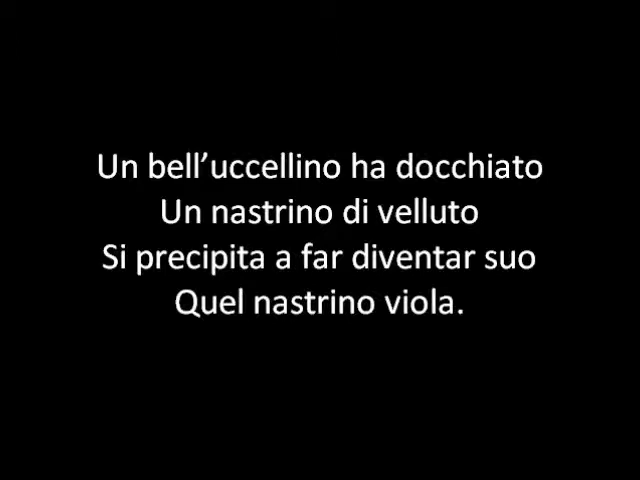 Un bell’uccellino ha docchiato
Un nastrino di velluto
Si precipita a far diventar suo
Quel nastrino viola.